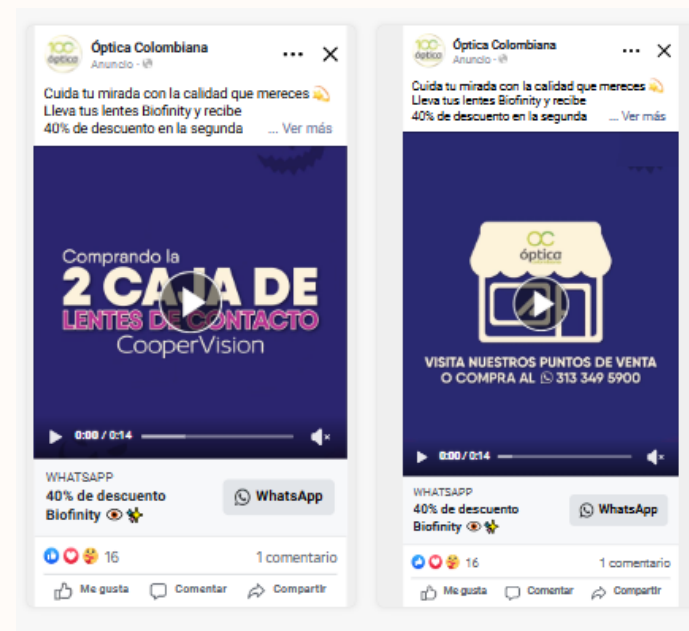 100
óptica
Óptica Colombiana
Anuncio ·
Cuida tu mirada con la calidad que mereces
Lleva tus lentes Biofinity y recibe
40% de descuento en la segunda ... Ver más
Comprando la
2 CAJA DE
LENTES DE CONTACTO
CooperVision
0:00 / 0:14
WHATSAPP
40% de descuento
Biofinity
WhatsApp
16
1 comentario
Me gusta Comentar Compartir
100
óptica
Óptica Colombiana
Anuncio ·
Cuida tu mirada con la calidad que mereces
Lleva tus lentes Biofinity y recibe
40% de descuento en la segunda ... Ver más
OC
óptica
VISITA NUESTROS PUNTOS DE VENTA
O COMPRA AL 313 349 5900
0:00 / 0:14
WHATSAPP
40% de descuento
Biofinity
WhatsApp
16
1 comentario
Me gusta Comentar Compartir